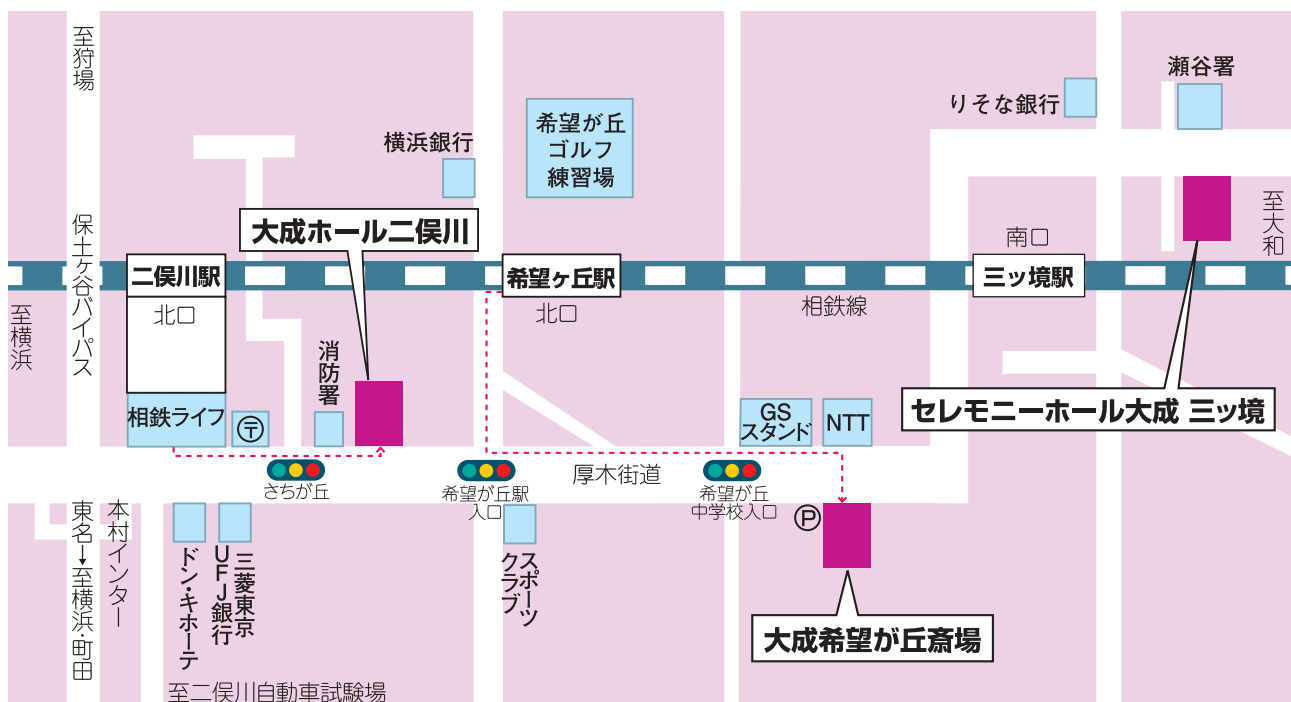 至狩場
保土ヶ谷バイパス
至横浜
横浜銀行
希望が丘
ゴルフ
練習場
りそな銀行
瀬谷署
至大和
大成ホール二俣川
二俣川駅
北口
希望ヶ丘駅
北口
相鉄線
南口
三ッ境駅
消防署
相鉄ライフ
〒
GS
スタンド
NTT
セレモニーホール大成 三ッ境
さちが丘
希望が丘駅
入口
厚木街道
希望が丘
中学校入口
P
東名→至横浜・町田
本村インター
ドン・キホーテ
三菱東京
UFJ銀行
スポーツ
クラブ
大成希望が丘斎場
至二俣川自動車試験場